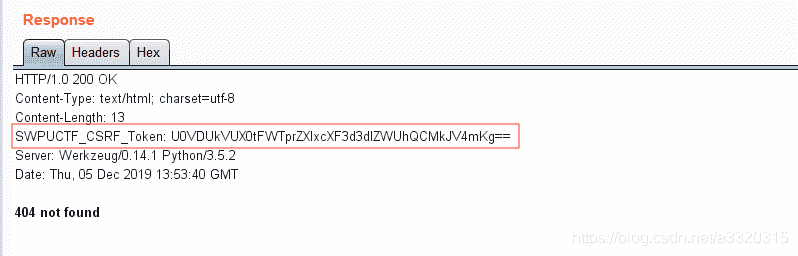 Response
Raw Headers Hex
HTTP/1.0 200 OK
Content-Type: text/html; charset=utf-8
Content-Length: 13
SWPUCTF_CSRF_Token: U0VDUkVUX0tFWTprZXlxcXF3d3dlZWUhQCMkJV4mKg==
Server: Werkzeug/0.14.1 Python/3.5.2
Date: Thu, 05 Dec 2019 13:53:40 GMT
404 not found
https://blog.csdn.net/a3320315